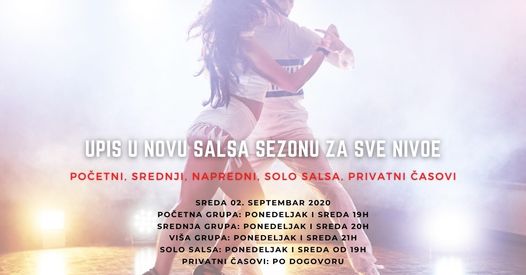 UPIS U NOVU SALSA SEZONU ZA SVE NIVOE
POČETNI, SREDNJI, NAPREDNI, SOLO SALSA, PRIVATNI ČASOVI
SREDA 02. SEPTEMBAR 2020
POČETNA GRUPA: PONEDELJAK I SREDA 19H
SREDNJA GRUPA: PONEDELJAK I SREDA 20H
VIŠA GRUPA: PONEDELJAK I SREDA 21H
SOLO SALSA: PONEDELJAK I SREDA OD 19H
PRIVATNI ČASOVI: PO DOGOVORU